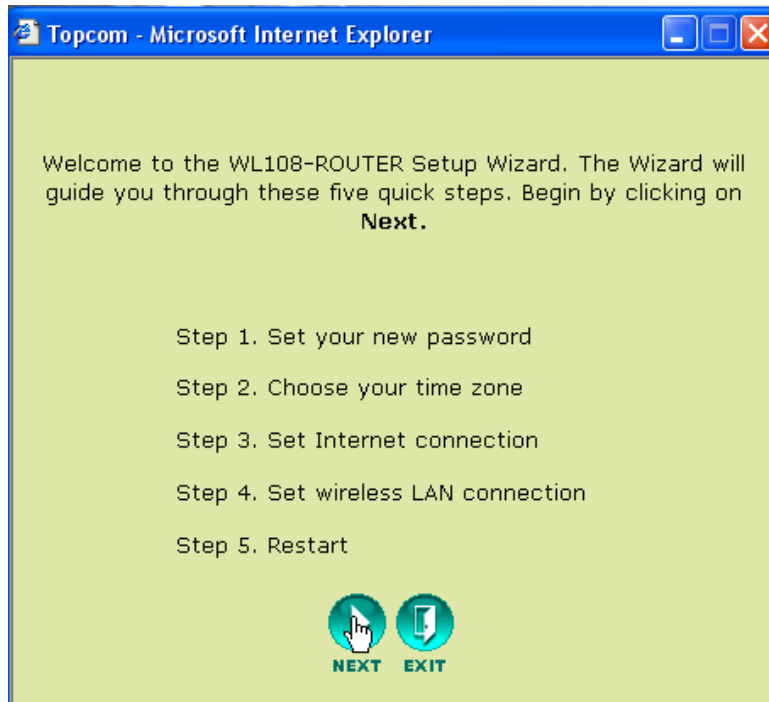 Topcom - Microsoft Internet Explorer
Welcome to the WL108-ROUTER Setup Wizard. The Wizard will
guide you through these five quick steps. Begin by clicking on
Next.
Step 1. Set your new password
Step 2. Choose your time zone
Step 3. Set Internet connection
Step 4. Set wireless LAN connection
Step 5. Restart
NEXT EXIT